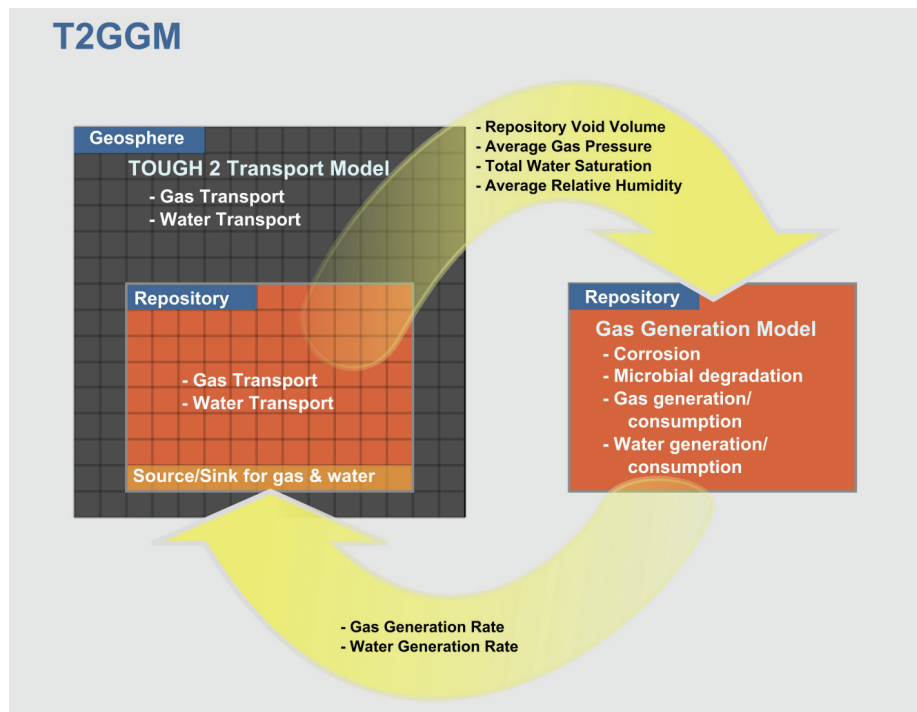 T2GGM
- Repository Void Volume
- Average Gas Pressure
- Total Water Saturation
- Average Relative Humidity
Geosphere
TOUGH 2 Transport Model
- Gas Transport
- Water Transport
Repository
- Gas Transport
- Water Transport
Source/Sink for gas & water
Repository
Gas Generation Model
- Corrosion
- Microbial degradation
- Gas generation/
consumption
- Water generation/
consumption
- Gas Generation Rate
- Water Generation Rate